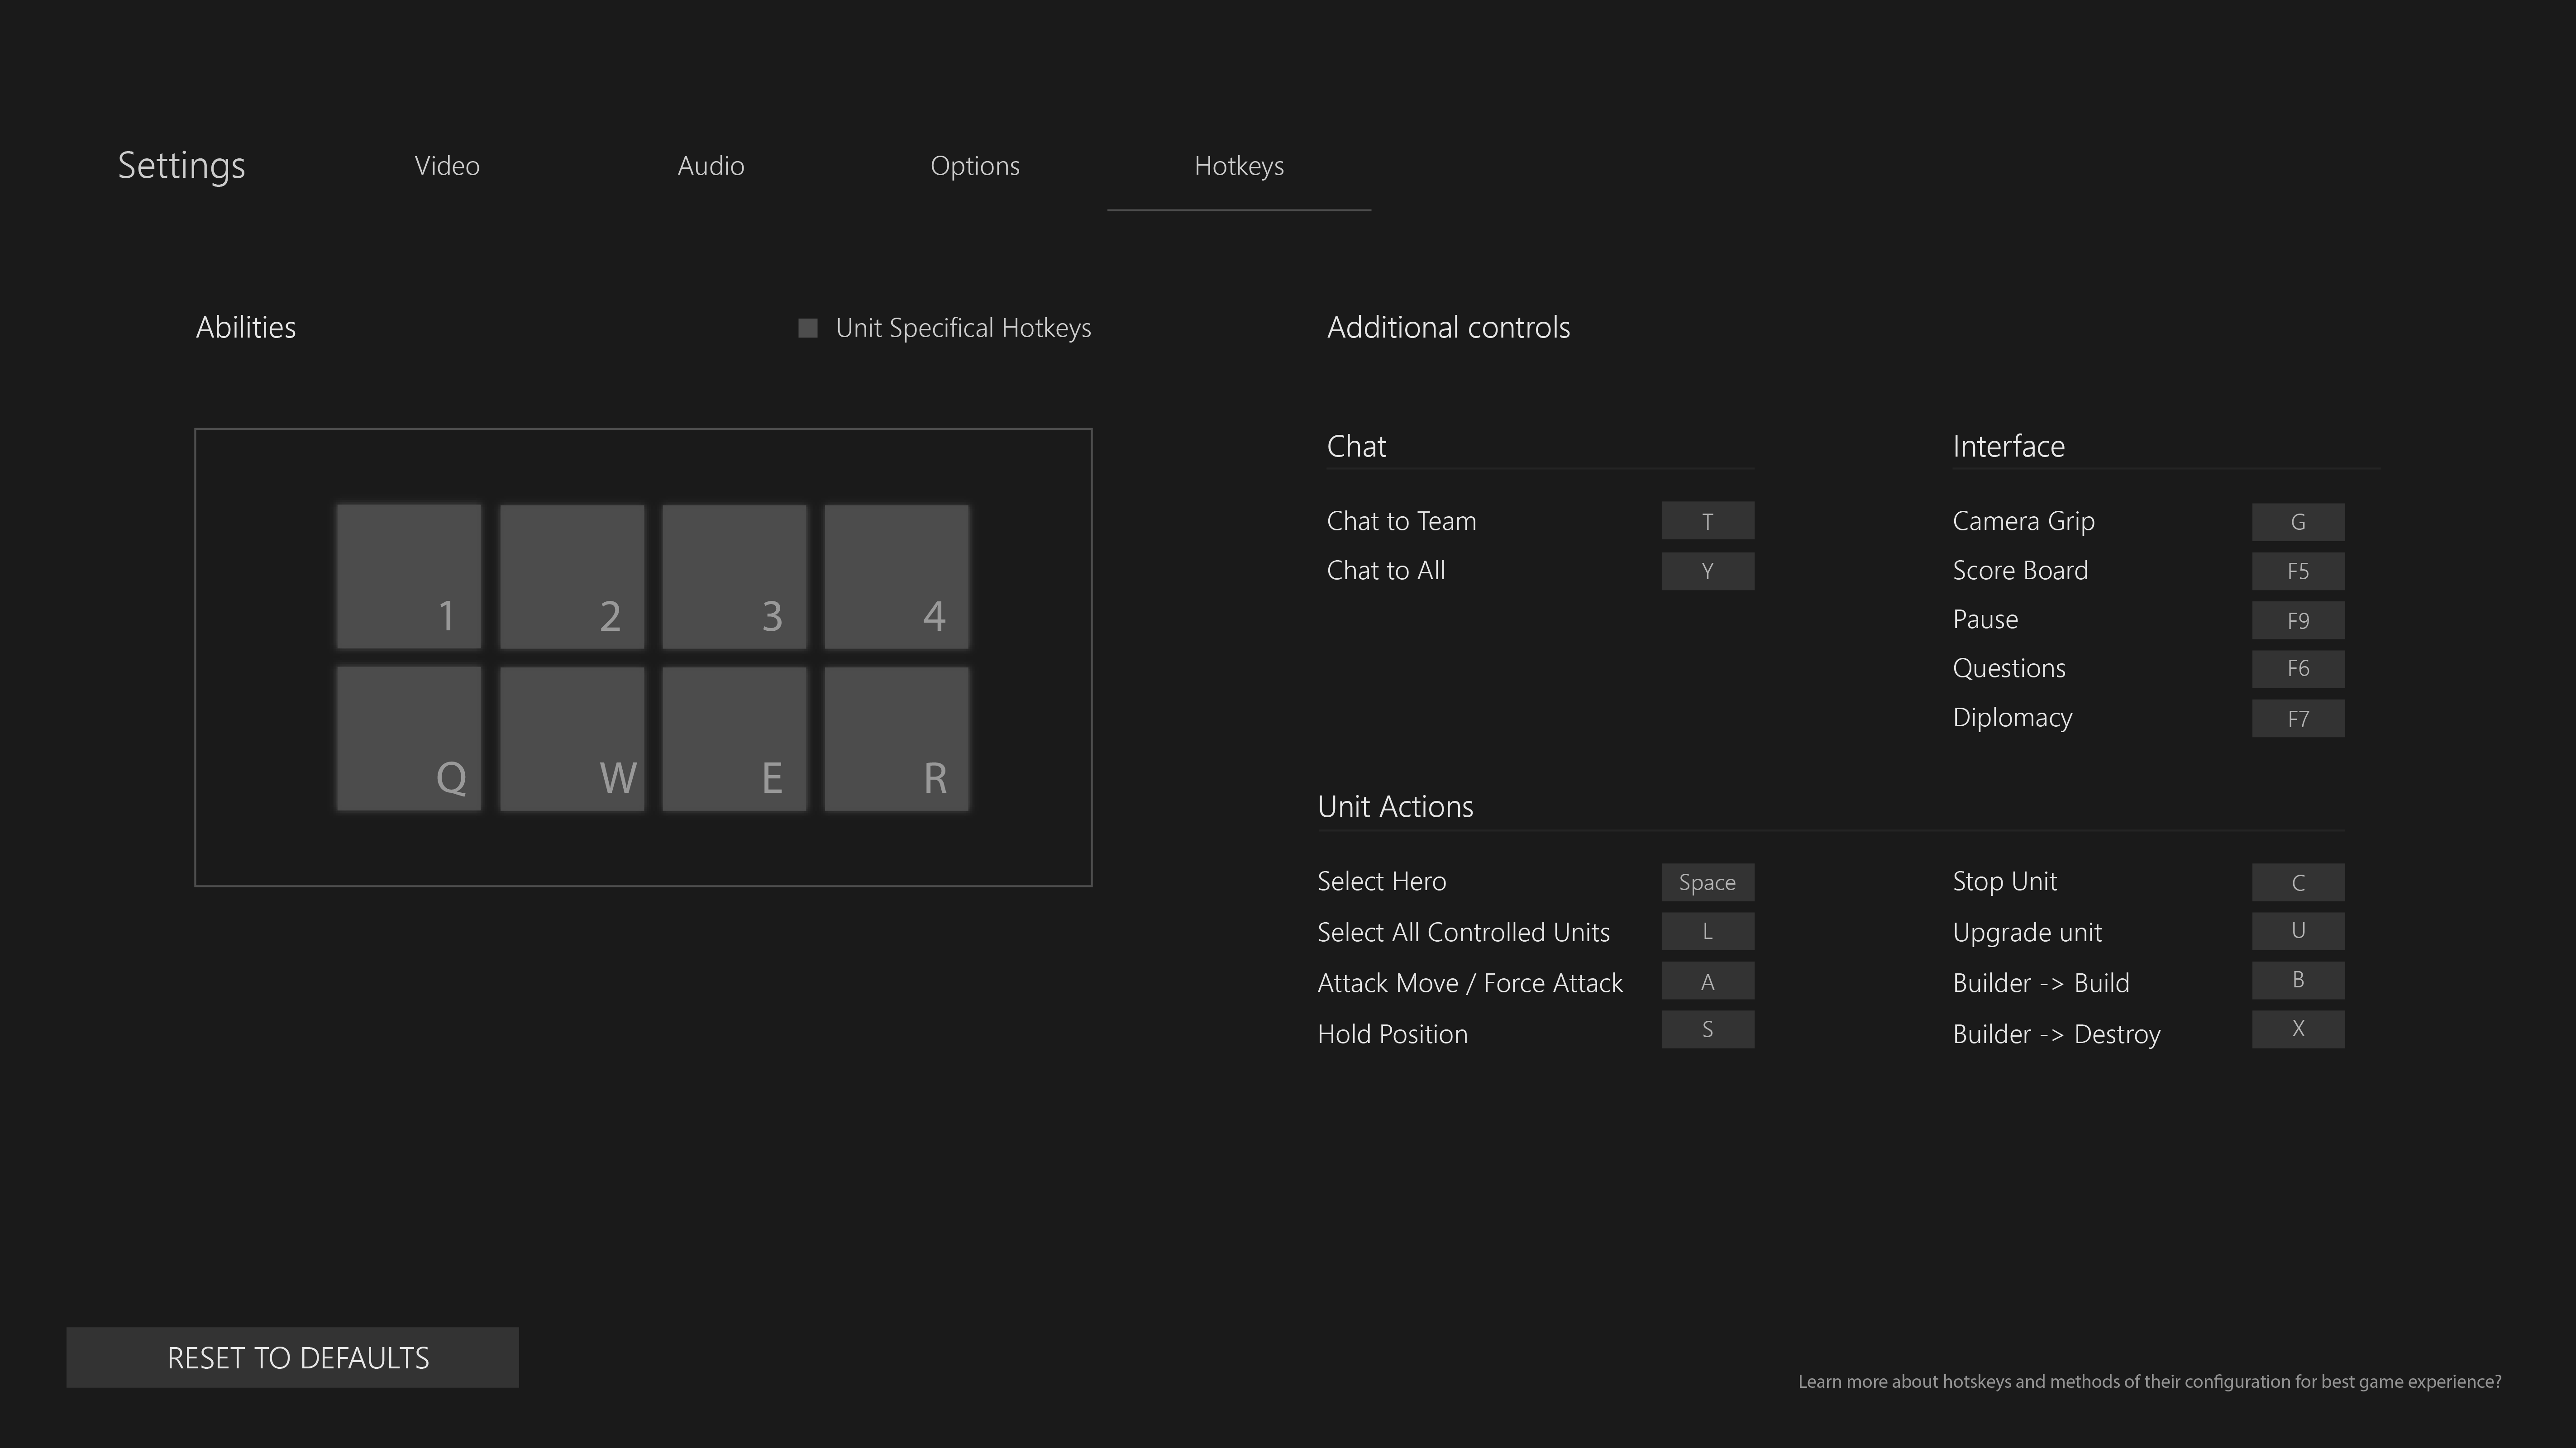 Settings Video Audio Options Hotkeys
Abilities Unit Specifical Hotkeys
1 2 3 4
Q W E R
Additional controls
Chat
Chat to Team T
Chat to All Y
Interface
Camera Grip G
Score Board F5
Pause F9
Questions F6
Diplomacy F7
Unit Actions
Select Hero Space
Select All Controlled Units L
Attack Move / Force Attack A
Hold Position S
Stop Unit C
Upgrade unit U
Builder -> Build B
Builder -> Destroy X
RESET TO DEFAULTS
Learn more about hotskeys and methods of their configuration for best game experience?